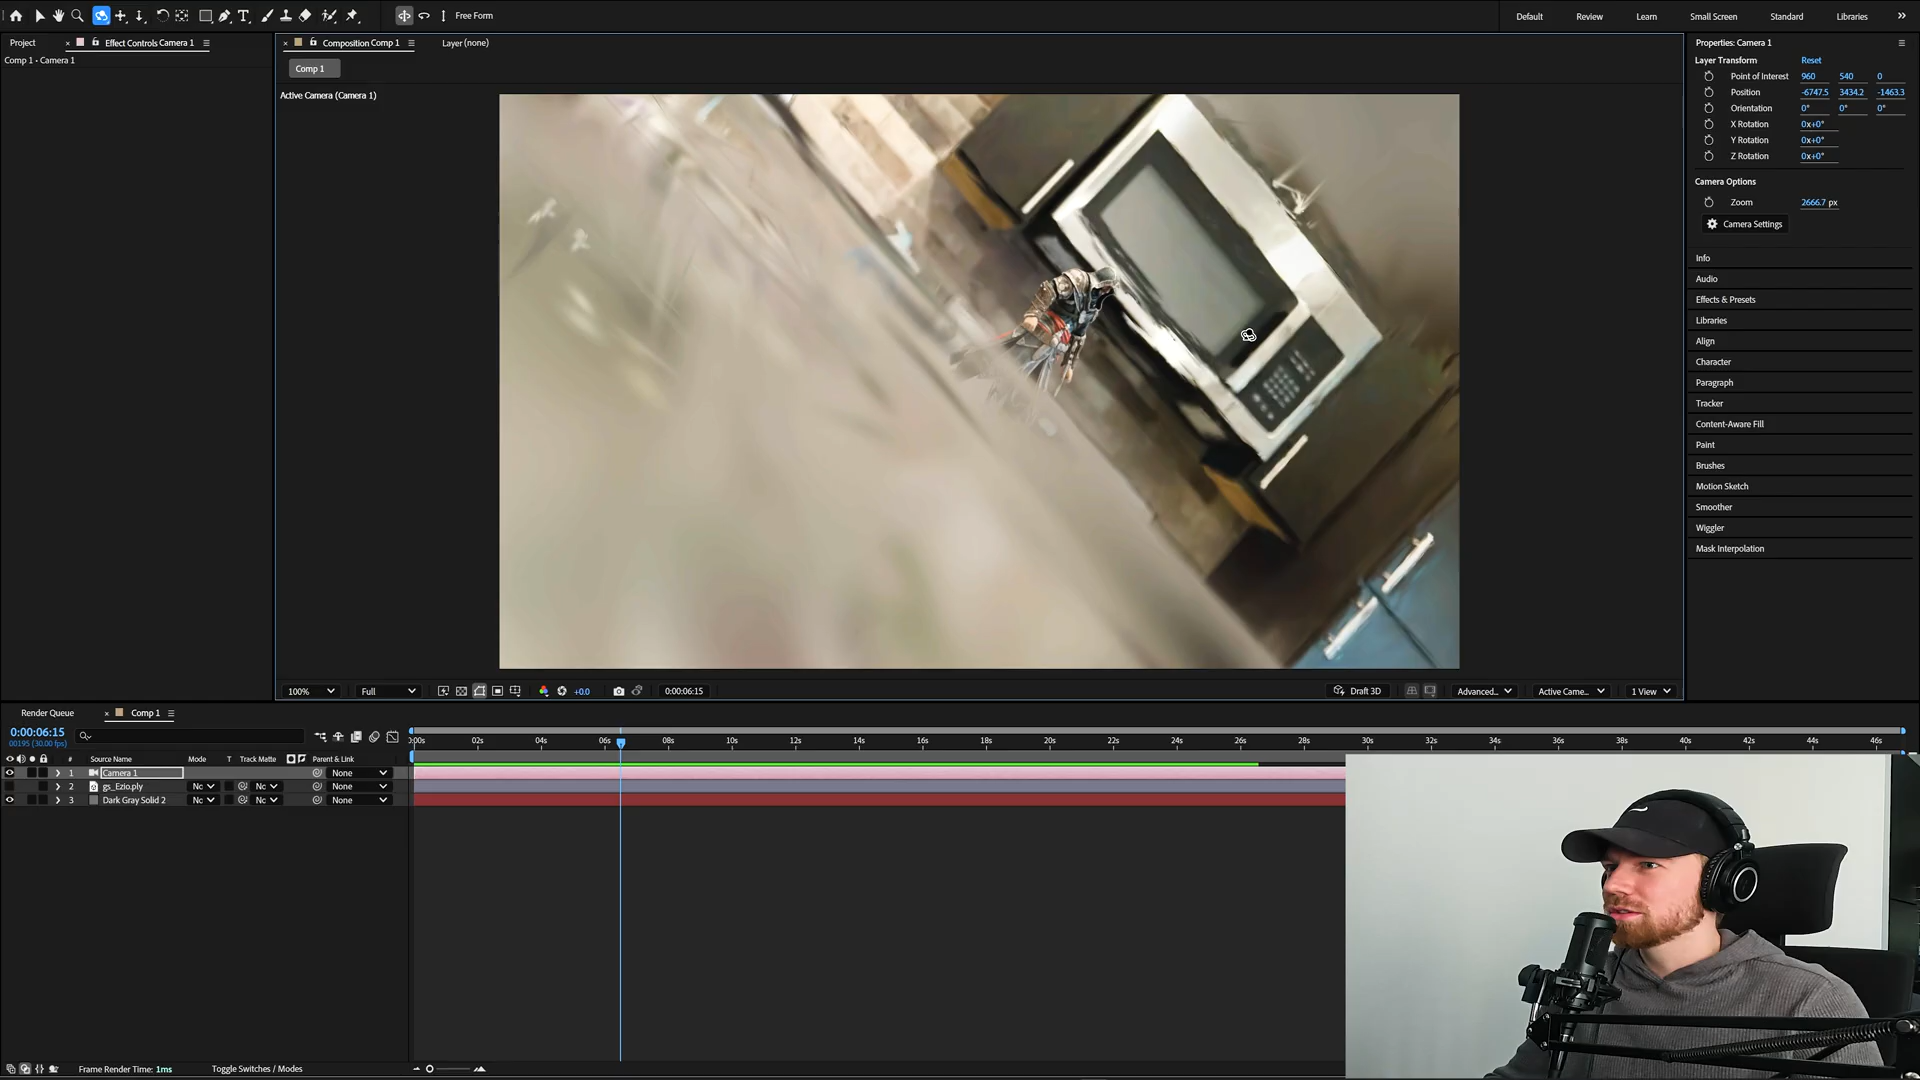 Free Form
Default
Review
Learn
Small Screen
Standard
Libraries
Project
Effect Controls Camera 1
Composition Comp 1
Layer (none)
Properties: Camera 1
Comp 1 • Camera 1
Comp 1
Active Camera (Camera 1)
Layer Transform
Reset
Point of Interest
960
540
0
Position
-6747.5
3434.2
-1463.3
Orientation
0°
0°
0°
X Rotation
0x+0°
Y Rotation
0x+0°
Z Rotation
0x+0°
Camera Options
Zoom
2666.7 px
Camera Settings
Info
Audio
Effects & Presets
Libraries
Align
Character
Paragraph
Tracker
Content-Aware Fill
Paint
Brushes
Motion Sketch
Smoother
Wiggler
Mask Interpolation
100%
Full
+0.0
0:00:06:15
Draft 3D
Advanced...
Active Came...
1 View
Render Queue
Comp 1
0:00:06:15
00195 (30.00 fps)
:00s
02s
04s
06s
08s
10s
12s
14s
16s
18s
20s
22s
24s
26s
28s
30s
32s
34s
36s
38s
40s
42s
44s
46s
#
Source Name
Mode
T
Track Matte
Parent & Link
1
Camera 1
None
2
gs_Ezio.ply
Nc
Nc
None
3
Dark Gray Solid 2
Nc
Nc
None
Frame Render Time: 1ms
Toggle Switches / Modes